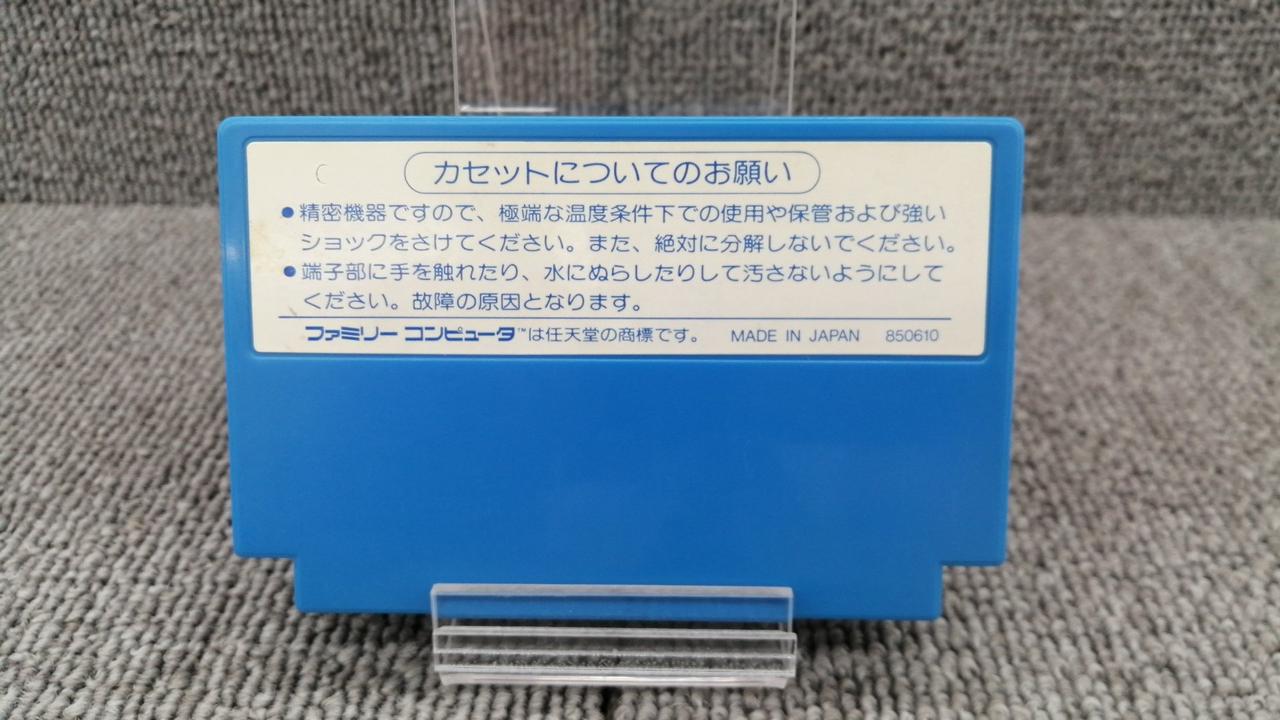 カセットについてのお願い
●精密機器ですので、極端な温度条件下での使用や保管および強い
ショックをさけてください。また、絶対に分解しないでください。
●端子部に手を触れたり、水にぬらしたりして汚さないようにして
ください。故障の原因となります。
ファミリー コンピュータ™は任天堂の商標です。 MADE IN JAPAN 850610